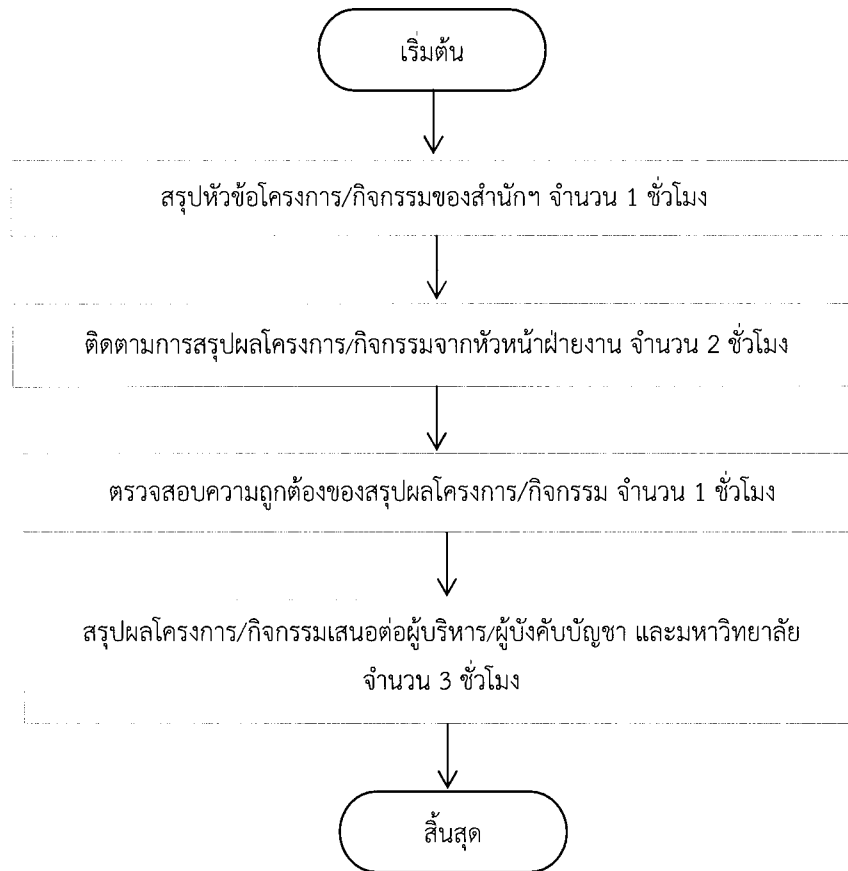 เริ่มต้น
สรุปหัวข้อโครงการ/กิจกรรมของสำนักฯ จำนวน 1 ชั่วโมง
ติดตามการสรุปผลโครงการ/กิจกรรมจากหัวหน้าฝ่ายงาน จำนวน 2 ชั่วโมง
ตรวจสอบความถูกต้องของสรุปผลโครงการ/กิจกรรม จำนวน 1 ชั่วโมง
สรุปผลโครงการ/กิจกรรมเสนอต่อผู้บริหาร/ผู้บังคับบัญชา และมหาวิทยาลัย
จำนวน 3 ชั่วโมง
สิ้นสุด